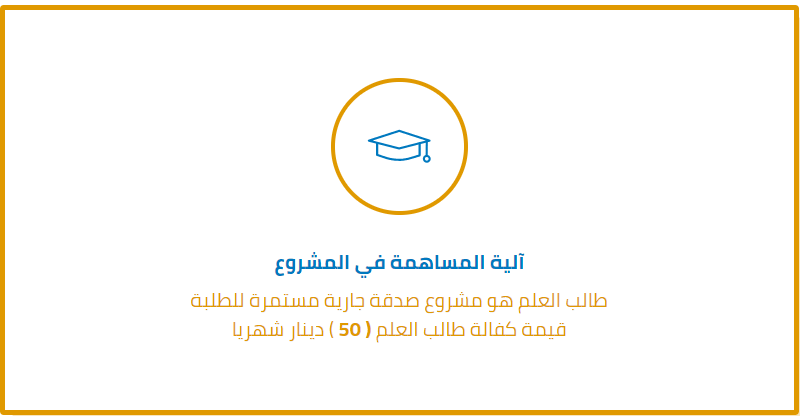 آلية المساهمة في المشروع
طالب العلم هو مشروع صدقة جارية مستمرة للطلبة
قيمة كفالة طالب العلم ( 50 ) دينار شهريا